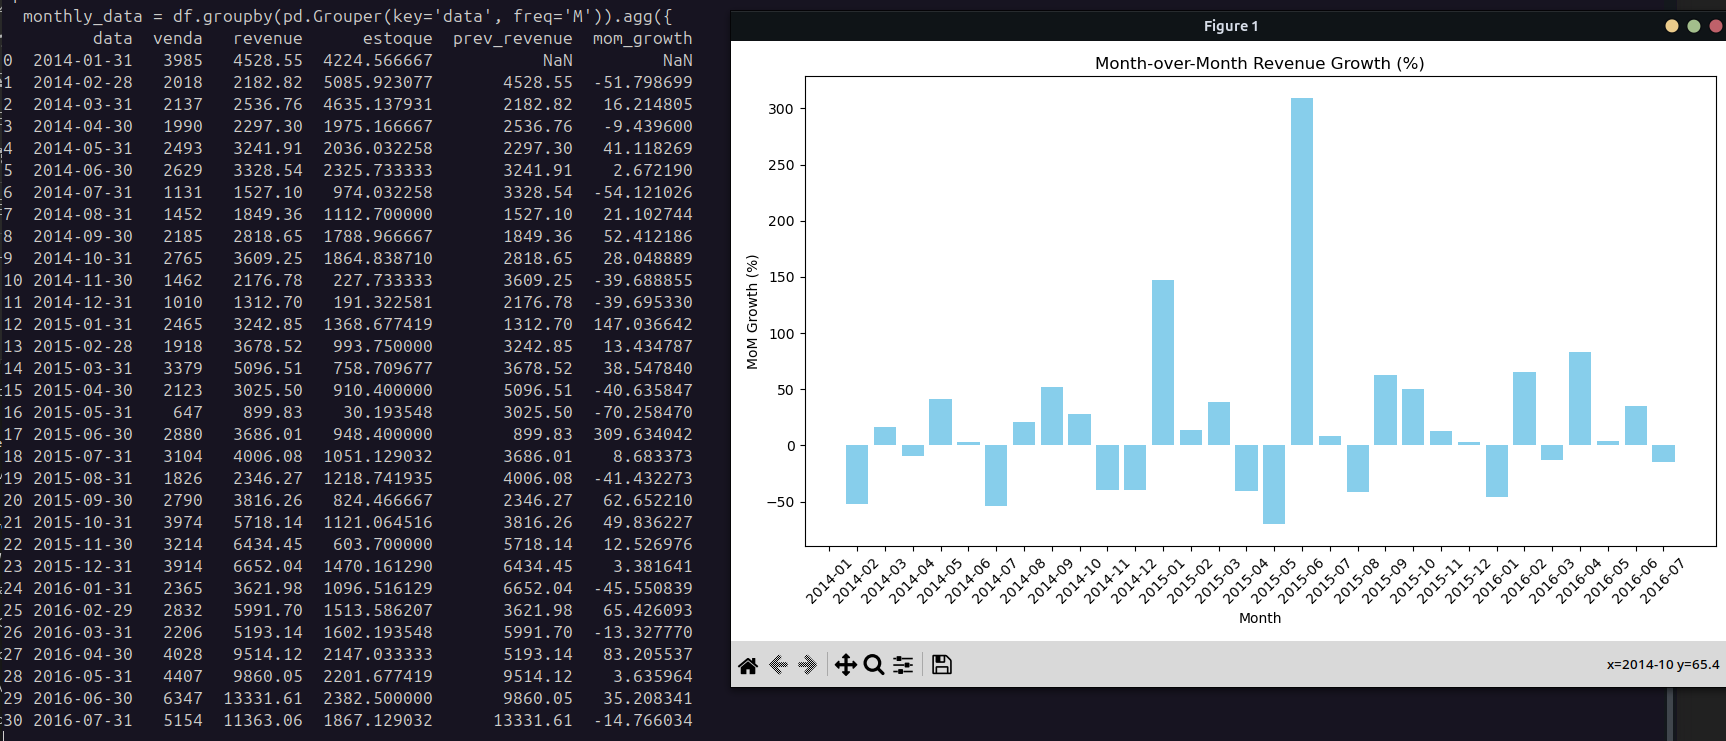 monthly_data = df.groupby(pd.Grouper(key='data', freq='M')).agg({
data venda revenue estoque prev_revenue mom_growth
0 2014-01-31 3985 4528.55 4224.566667 NaN NaN
1 2014-02-28 2018 2182.82 5085.923077 4528.55 -51.798699
2 2014-03-31 2137 2536.76 4635.137931 2182.82 16.214805
3 2014-04-30 1990 2297.30 1975.166667 2536.76 -9.439600
4 2014-05-31 2493 3241.91 2036.032258 2297.30 41.118269
5 2014-06-30 2629 3328.54 2325.733333 3241.91 2.672190
6 2014-07-31 1131 1527.10 974.032258 3328.54 -54.121026
7 2014-08-31 1452 1849.36 1112.700000 1527.10 21.102744
8 2014-09-30 2185 2818.65 1788.966667 1849.36 52.412186
9 2014-10-31 2765 3609.25 1864.838710 2818.65 28.048889
10 2014-11-30 1462 2176.78 227.733333 3609.25 -39.688855
11 2014-12-31 1010 1312.70 191.322581 2176.78 -39.695330
12 2015-01-31 2465 3242.85 1368.677419 1312.70 147.036642
13 2015-02-28 1918 3678.52 993.750000 3242.85 13.434787
14 2015-03-31 3379 5096.51 758.709677 3678.52 38.547840
15 2015-04-30 2123 3025.50 910.400000 5096.51 -40.635847
16 2015-05-31 647 899.83 30.193548 3025.50 -70.258470
17 2015-06-30 2880 3686.01 948.400000 899.83 309.634042
18 2015-07-31 3104 4006.08 1051.129032 3686.01 8.683373
19 2015-08-31 1826 2346.27 1218.741935 4006.08 -41.432273
20 2015-09-30 2790 3816.26 824.466667 2346.27 62.652210
21 2015-10-31 3974 5718.14 1121.064516 3816.26 49.836227
22 2015-11-30 3214 6434.45 603.700000 5718.14 12.526976
23 2015-12-31 3914 6652.04 1470.161290 6434.45 3.381641
24 2016-01-31 2365 3621.98 1096.516129 6652.04 -45.550839
25 2016-02-29 2832 5991.70 1513.586207 3621.98 65.426093
26 2016-03-31 2206 5193.14 1602.193548 5991.70 -13.327770
27 2016-04-30 4028 9514.12 2147.033333 5193.14 83.205537
28 2016-05-31 4407 9860.05 2201.677419 9514.12 3.635964
29 2016-06-30 6347 13331.61 2382.500000 9860.05 35.208341
30 2016-07-31 5154 11363.06 1867.129032 13331.61 -14.766034
Figure 1
Month-over-Month Revenue Growth (%)
MoM Growth (%)
300
250
200
150
100
50
0
−50
2014-01
2014-02
2014-03
2014-04
2014-05
2014-06
2014-07
2014-08
2014-09
2014-10
2014-11
2014-12
2015-01
2015-02
2015-03
2015-04
2015-05
2015-06
2015-07
2015-08
2015-09
2015-10
2015-11
2015-12
2016-01
2016-02
2016-03
2016-04
2016-05
2016-06
2016-07
Month
x=2014-10 y=65.4